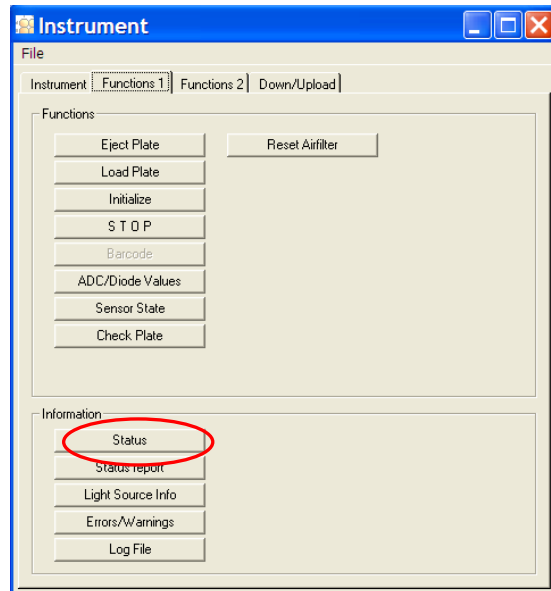 Instrument
File
Instrument Functions 1 Functions 2 Down/Upload
Functions
Eject Plate Reset Airfilter
Load Plate
Initialize
S T O P
Barcode
ADC/Diode Values
Sensor State
Check Plate
Information
Status
Status report
Light Source Info
Errors/Warnings
Log File